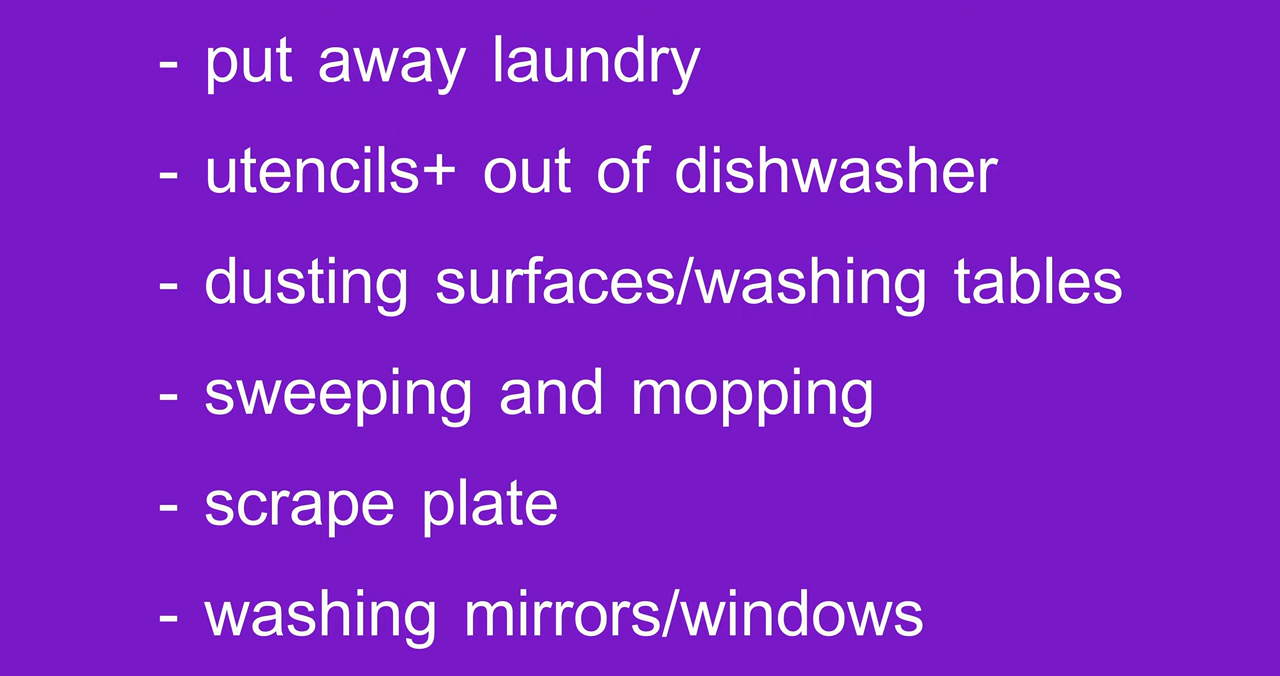 - put away laundry
- utencils+ out of dishwasher
- dusting surfaces/washing tables
- sweeping and mopping
- scrape plate
- washing mirrors/windows